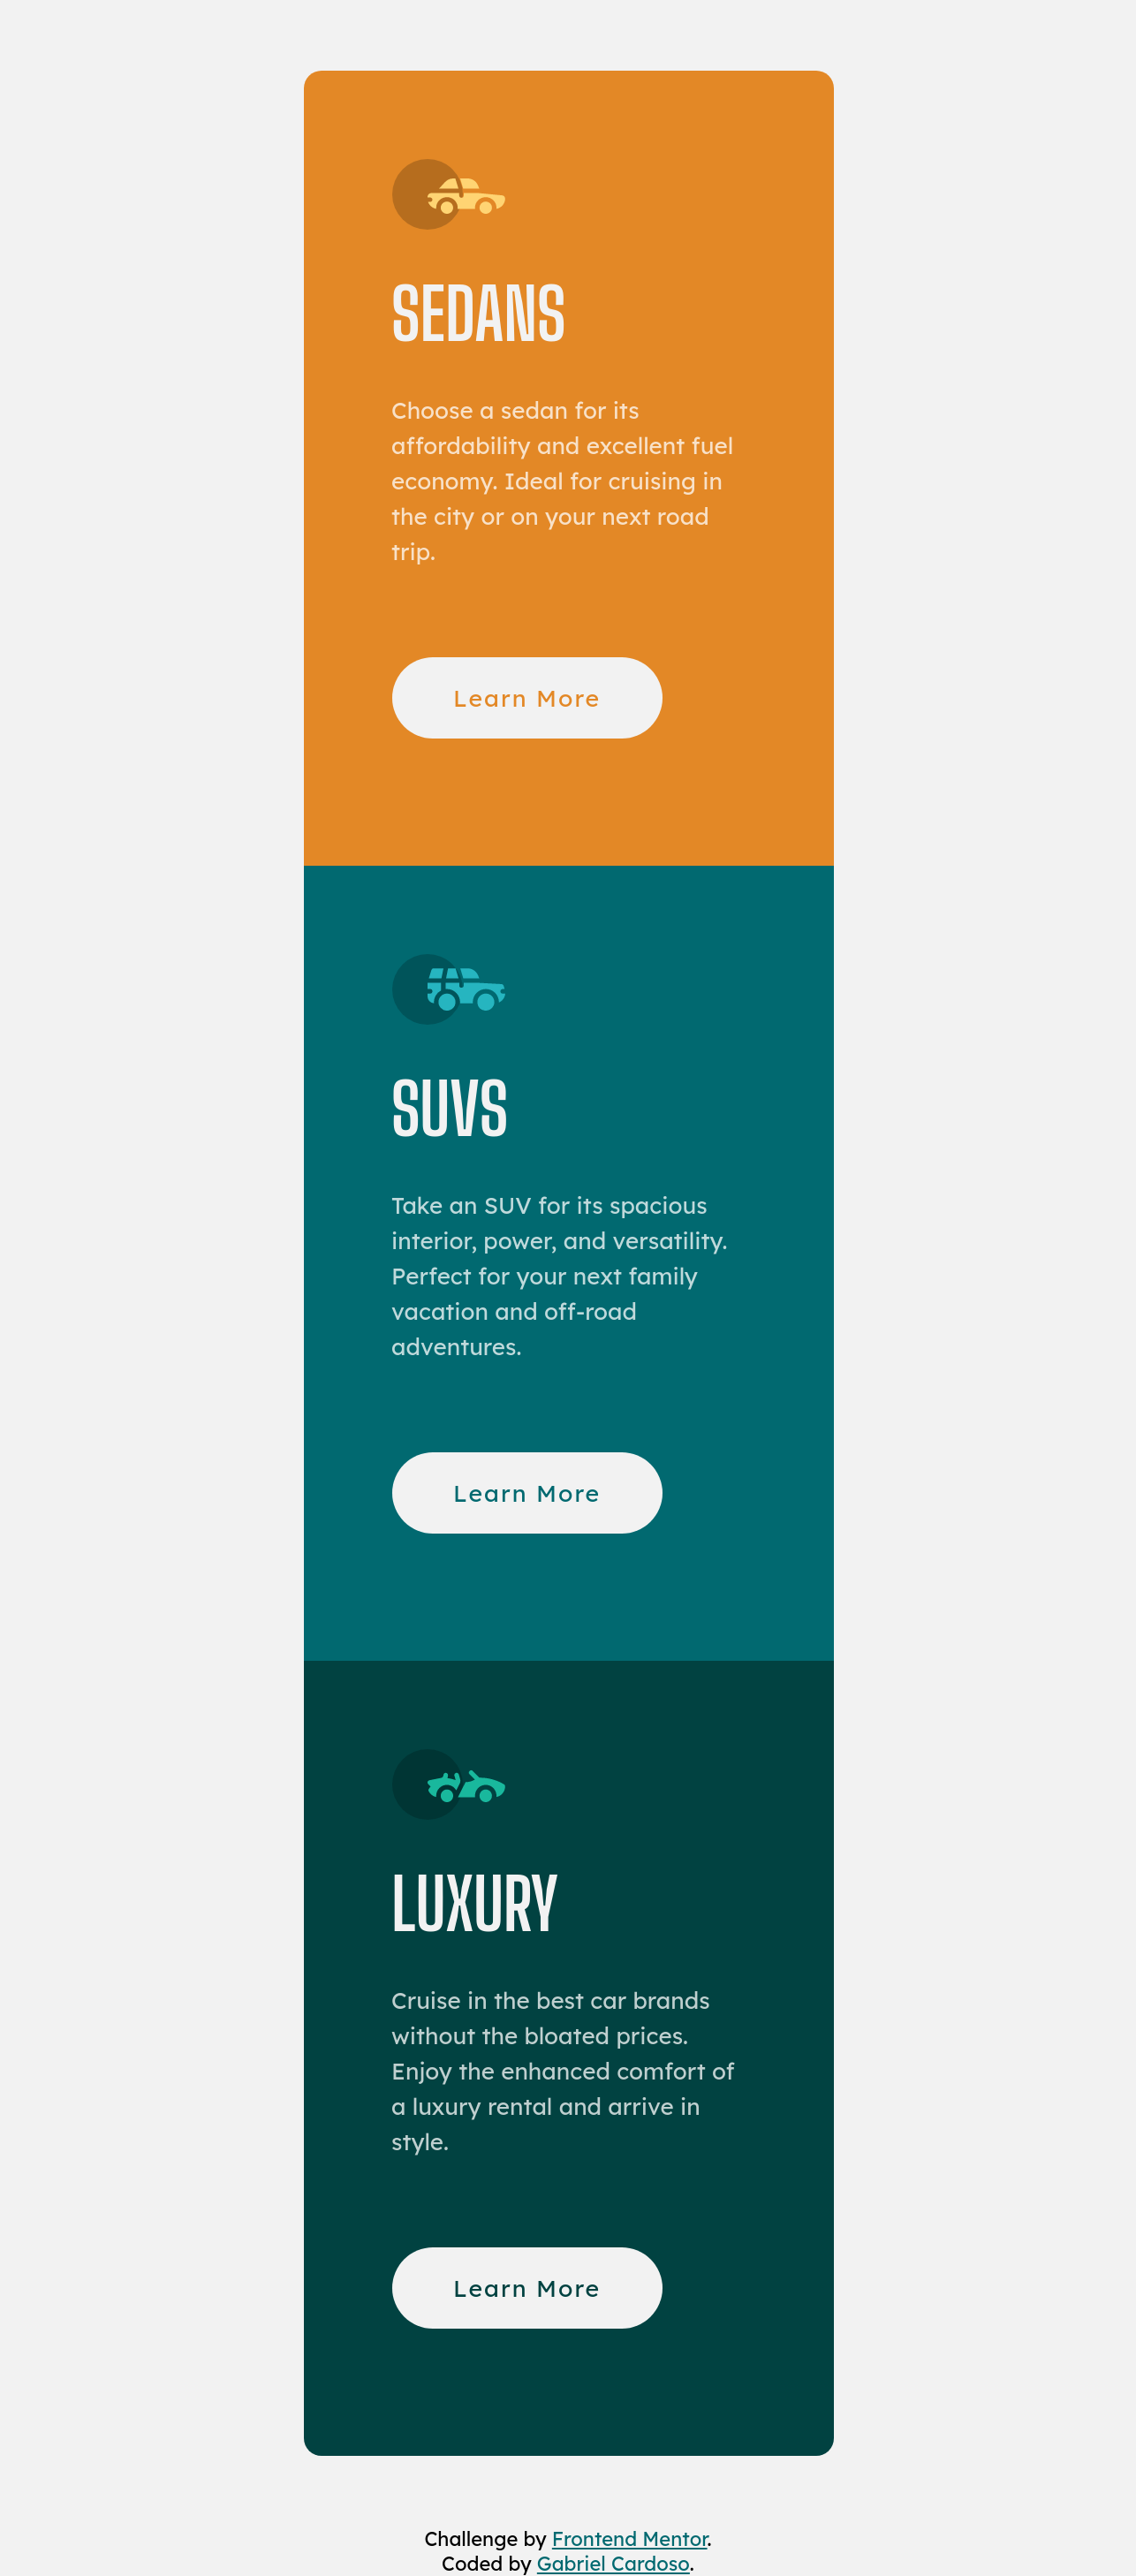 SEDANS
Choose a sedan for its
affordability and excellent fuel
economy. Ideal for cruising in
the city or on your next road
trip.
Learn More
SUVS
Take an SUV for its spacious
interior, power, and versatility.
Perfect for your next family
vacation and off-road
adventures.
Learn More
LUXURY
Cruise in the best car brands
without the bloated prices.
Enjoy the enhanced comfort of
a luxury rental and arrive in
style.
Learn More
Challenge by Frontend Mentor.
Coded by Gabriel Cardoso.